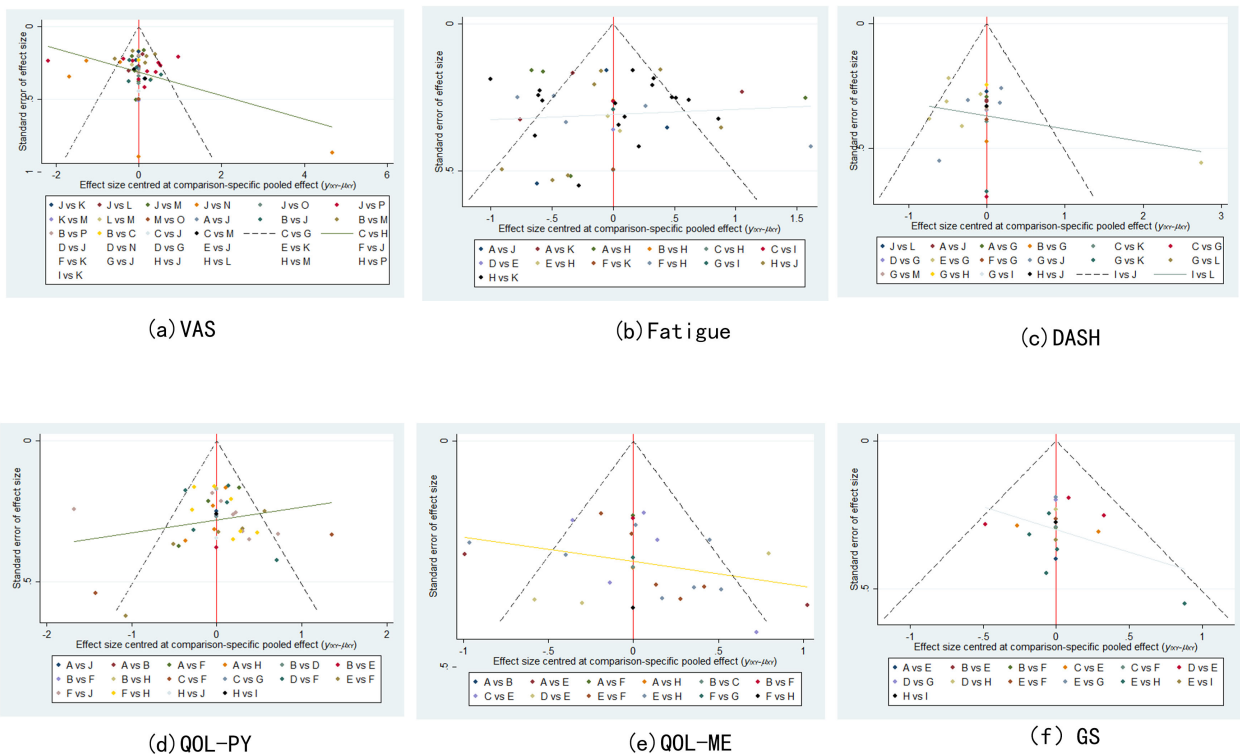 Standard error of effect size
0
.5
1
-2 0 2 4 6
Effect size centred at comparison-specific pooled effect (yiXY-μXY)
J vs K J vs L J vs M J vs N J vs O J vs P
K vs M L vs M M vs O A vs J B vs J B vs M
B vs P B vs C C vs J C vs M C vs G C vs H
D vs J D vs N D vs G E vs J E vs K F vs J
F vs K G vs J H vs J H vs L H vs M H vs P
I vs K
(a)VAS
Standard error of effect size
0
.5
-1 -.5 0 .5 1 1.5
Effect size centred at comparison-specific pooled effect (yiXY-μXY)
A vs J A vs K A vs H B vs H C vs H C vs I
D vs E E vs H F vs K F vs H G vs I H vs J
H vs K
(b)Fatigue
Standard error of effect size
0
.5
-1 0 1 2 3
Effect size centred at comparison-specific pooled effect (yiXY-μXY)
J vs L A vs J A vs G B vs G C vs K C vs G
D vs G E vs G F vs G G vs J G vs K G vs L
G vs M G vs H G vs I H vs J I vs J I vs L
(c)DASH
Standard error of effect size
0
.5
-2 -1 0 1 2
Effect size centred at comparison-specific pooled effect (yiXY-μXY)
A vs J A vs B A vs F A vs H B vs D B vs E
B vs F B vs H C vs F C vs G D vs F E vs F
F vs J F vs H H vs J H vs I
(d)QOL-PY
Standard error of effect size
0
.5
-1 -.5 0 .5 1
Effect size centred at comparison-specific pooled effect (yiXY-μXY)
A vs B A vs E A vs F A vs H B vs C B vs F
C vs E D vs E E vs F E vs H F vs G F vs H
(e)QOL-ME
Standard error of effect size
0
.5
-1 -.5 0 .5 1
Effect size centred at comparison-specific pooled effect (yiXY-μXY)
A vs E B vs E B vs F C vs E C vs F D vs E
D vs G D vs H E vs F E vs G E vs H E vs I
H vs I
(f) GS